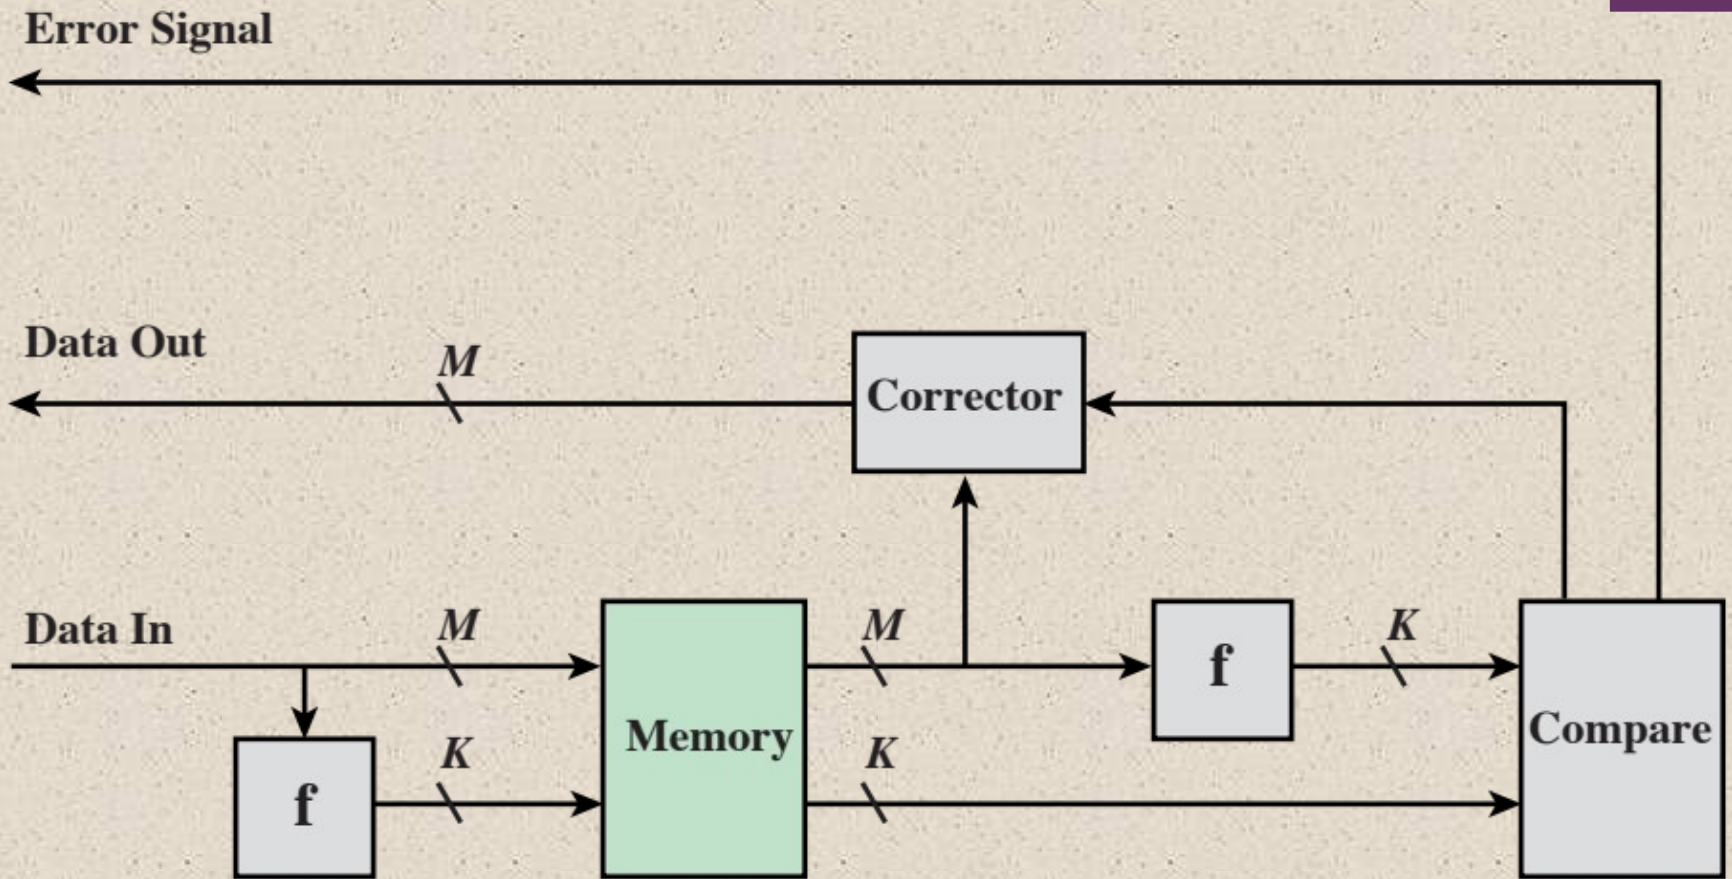 Error Signal
Data Out
M
Corrector
Data In
M
M
f
K
Compare
Memory
f
K
K